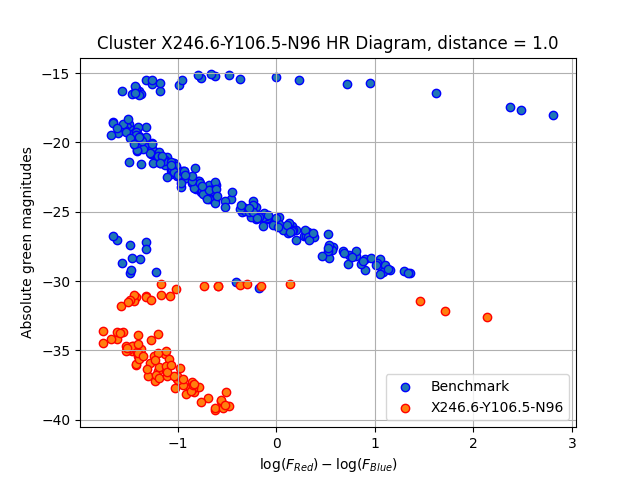 Cluster X246.6-Y106.5-N96 HR Diagram, distance = 1.0
Absolute green magnitudes
−15
−20
−25
−30
−35
−40
−1
0
1
2
3
log(F_Red) − log(F_Blue)
Benchmark
X246.6-Y106.5-N96